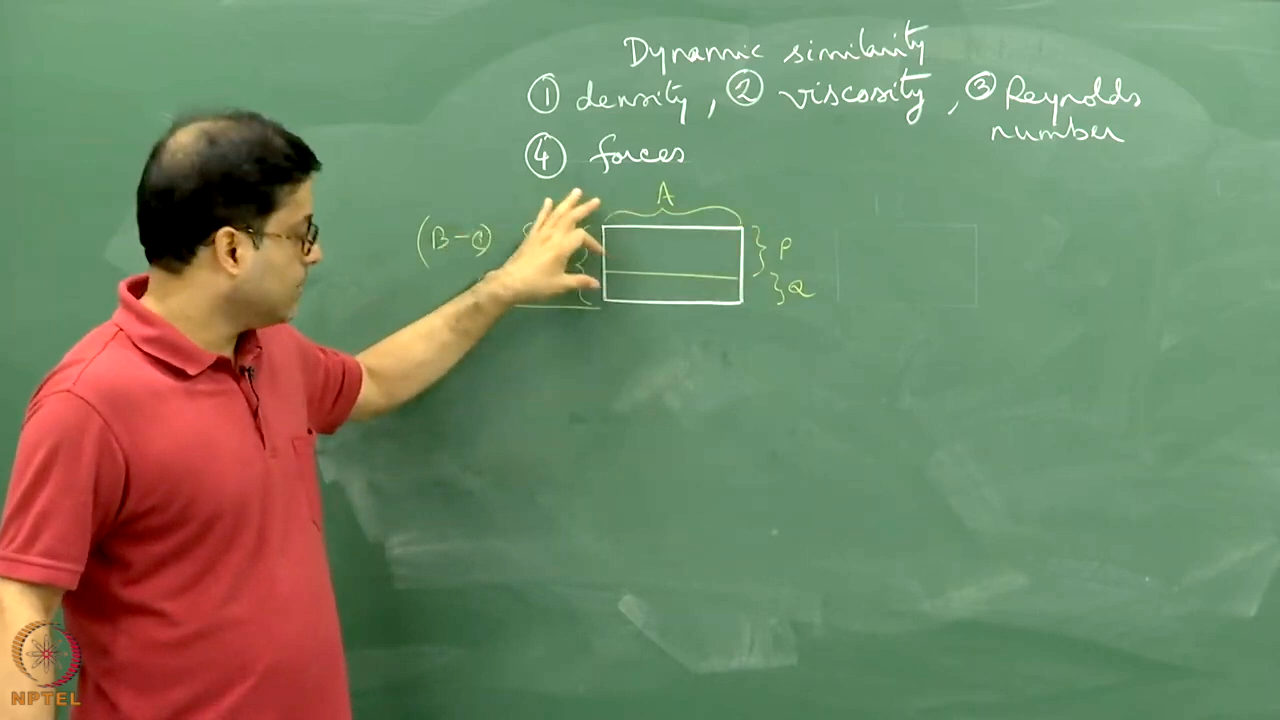 Dynamic similarity
① density, ② viscosity, ③ Reynolds
number
④ forces
A
(B-C)
P
Q
NPTEL